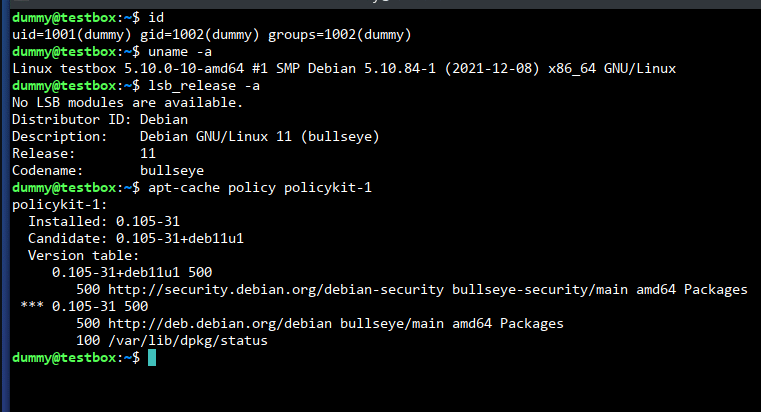 dummy@testbox:~$ id
uid=1001(dummy) gid=1002(dummy) groups=1002(dummy)
dummy@testbox:~$ uname -a
Linux testbox 5.10.0-10-amd64 #1 SMP Debian 5.10.84-1 (2021-12-08) x86_64 GNU/Linux
dummy@testbox:~$ lsb_release -a
No LSB modules are available.
Distributor ID: Debian
Description:    Debian GNU/Linux 11 (bullseye)
Release:        11
Codename:       bullseye
dummy@testbox:~$ apt-cache policy policykit-1
policykit-1:
  Installed: 0.105-31
  Candidate: 0.105-31+deb11u1
  Version table:
     0.105-31+deb11u1 500
        500 http://security.debian.org/debian-security bullseye-security/main amd64 Packages
 *** 0.105-31 500
        500 http://deb.debian.org/debian bullseye/main amd64 Packages
        100 /var/lib/dpkg/status
dummy@testbox:~$